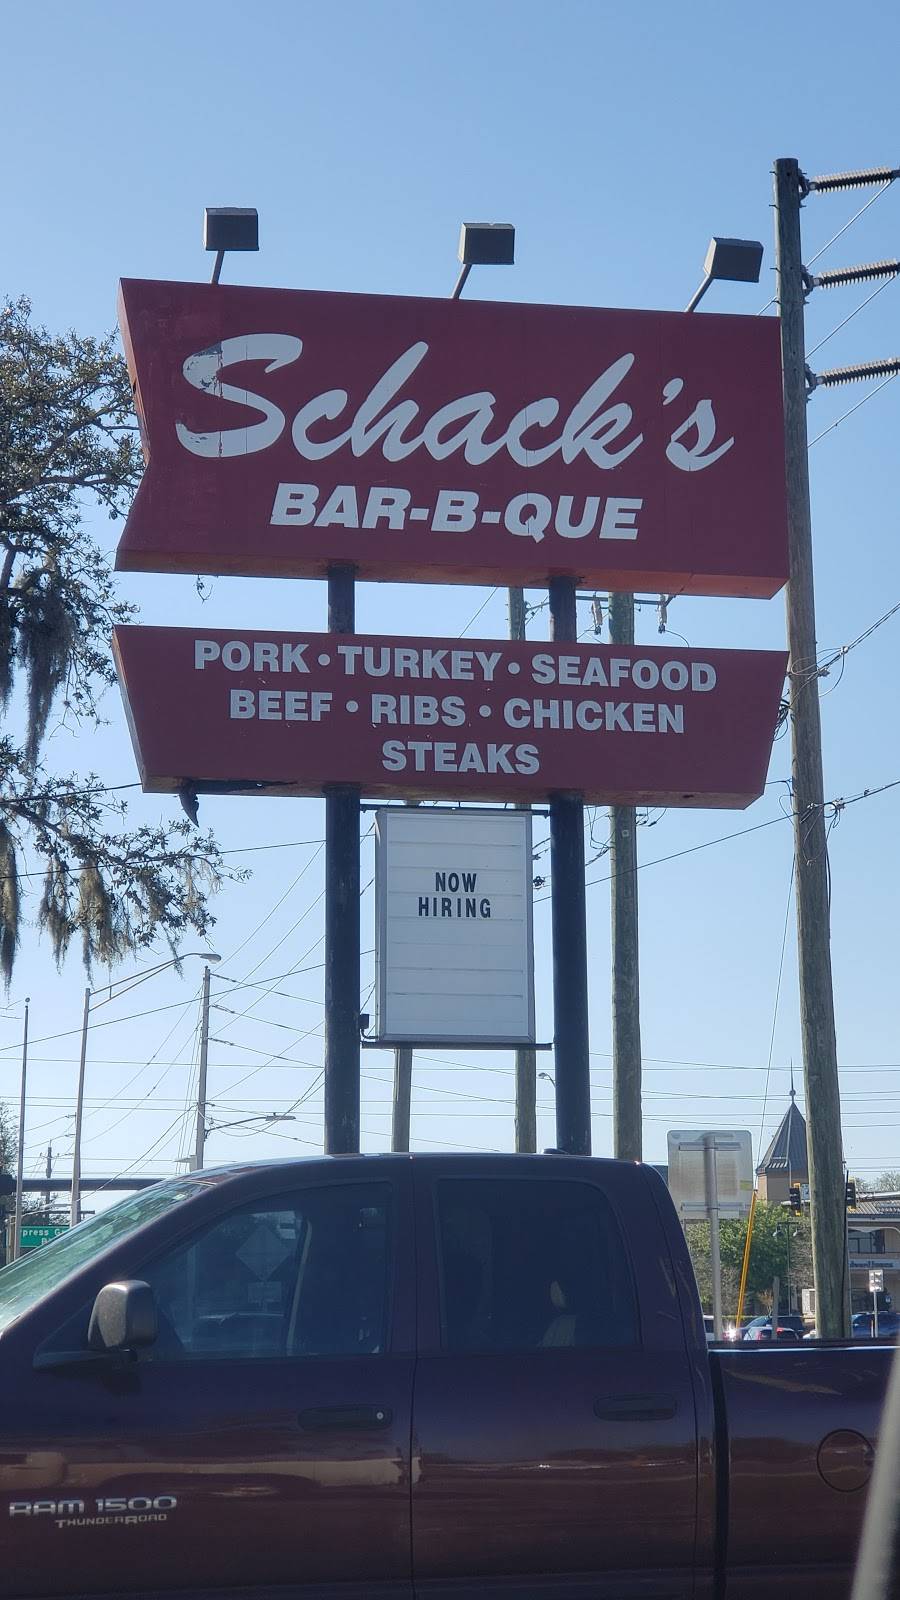 Schack's
BAR-B-QUE
PORK • TURKEY • SEAFOOD
BEEF • RIBS • CHICKEN
STEAKS
NOW
HIRING
RAM 1500
THUNDERROAD